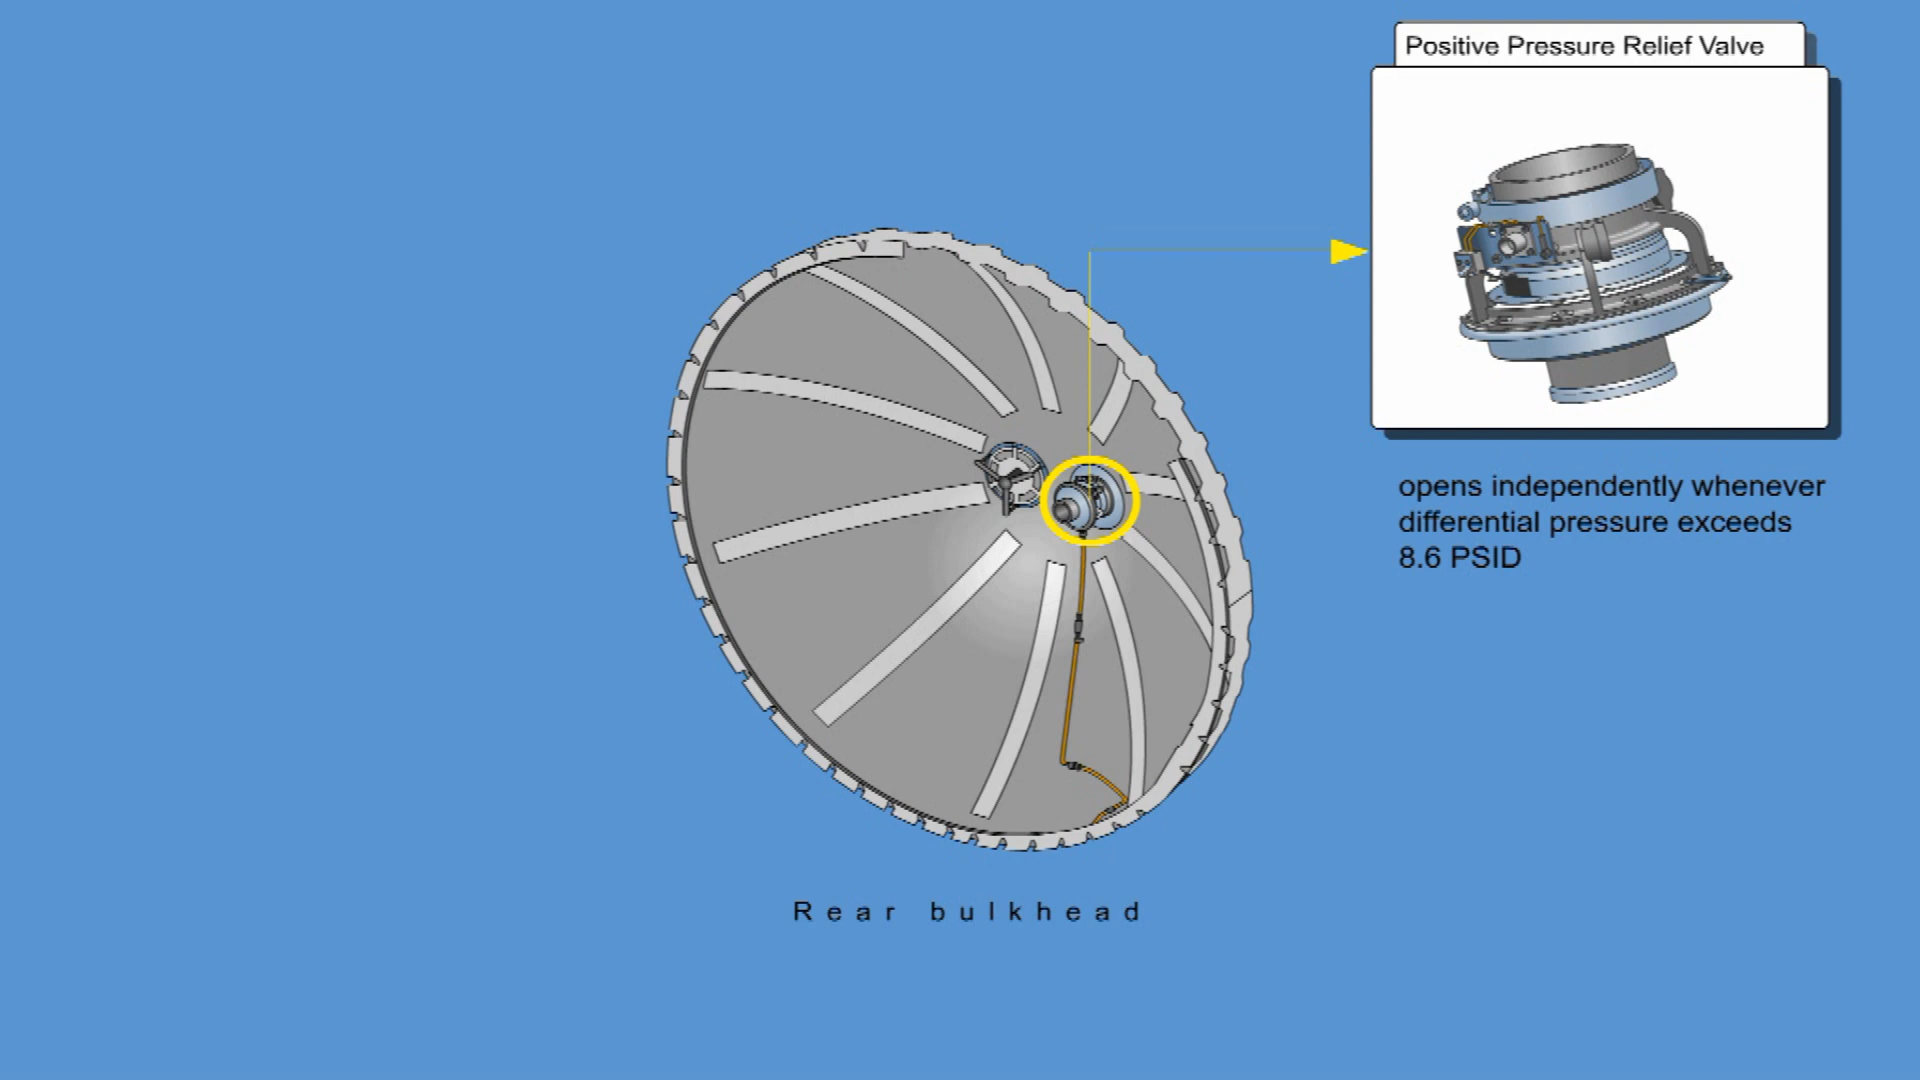 Positive Pressure Relief Valve
opens independently whenever
differential pressure exceeds
8.6 PSID
Rear bulkhead